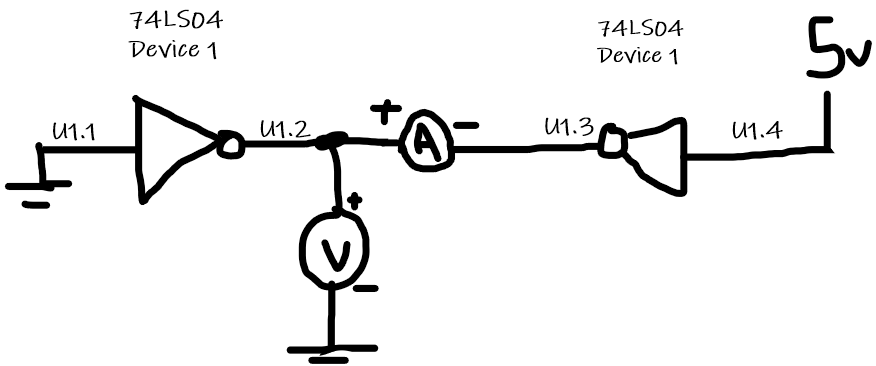 74LS04
Device 1
74LS04
Device 1
5v
U1.1
U1.2
+
A
-
U1.3
U1.4
+
V
-